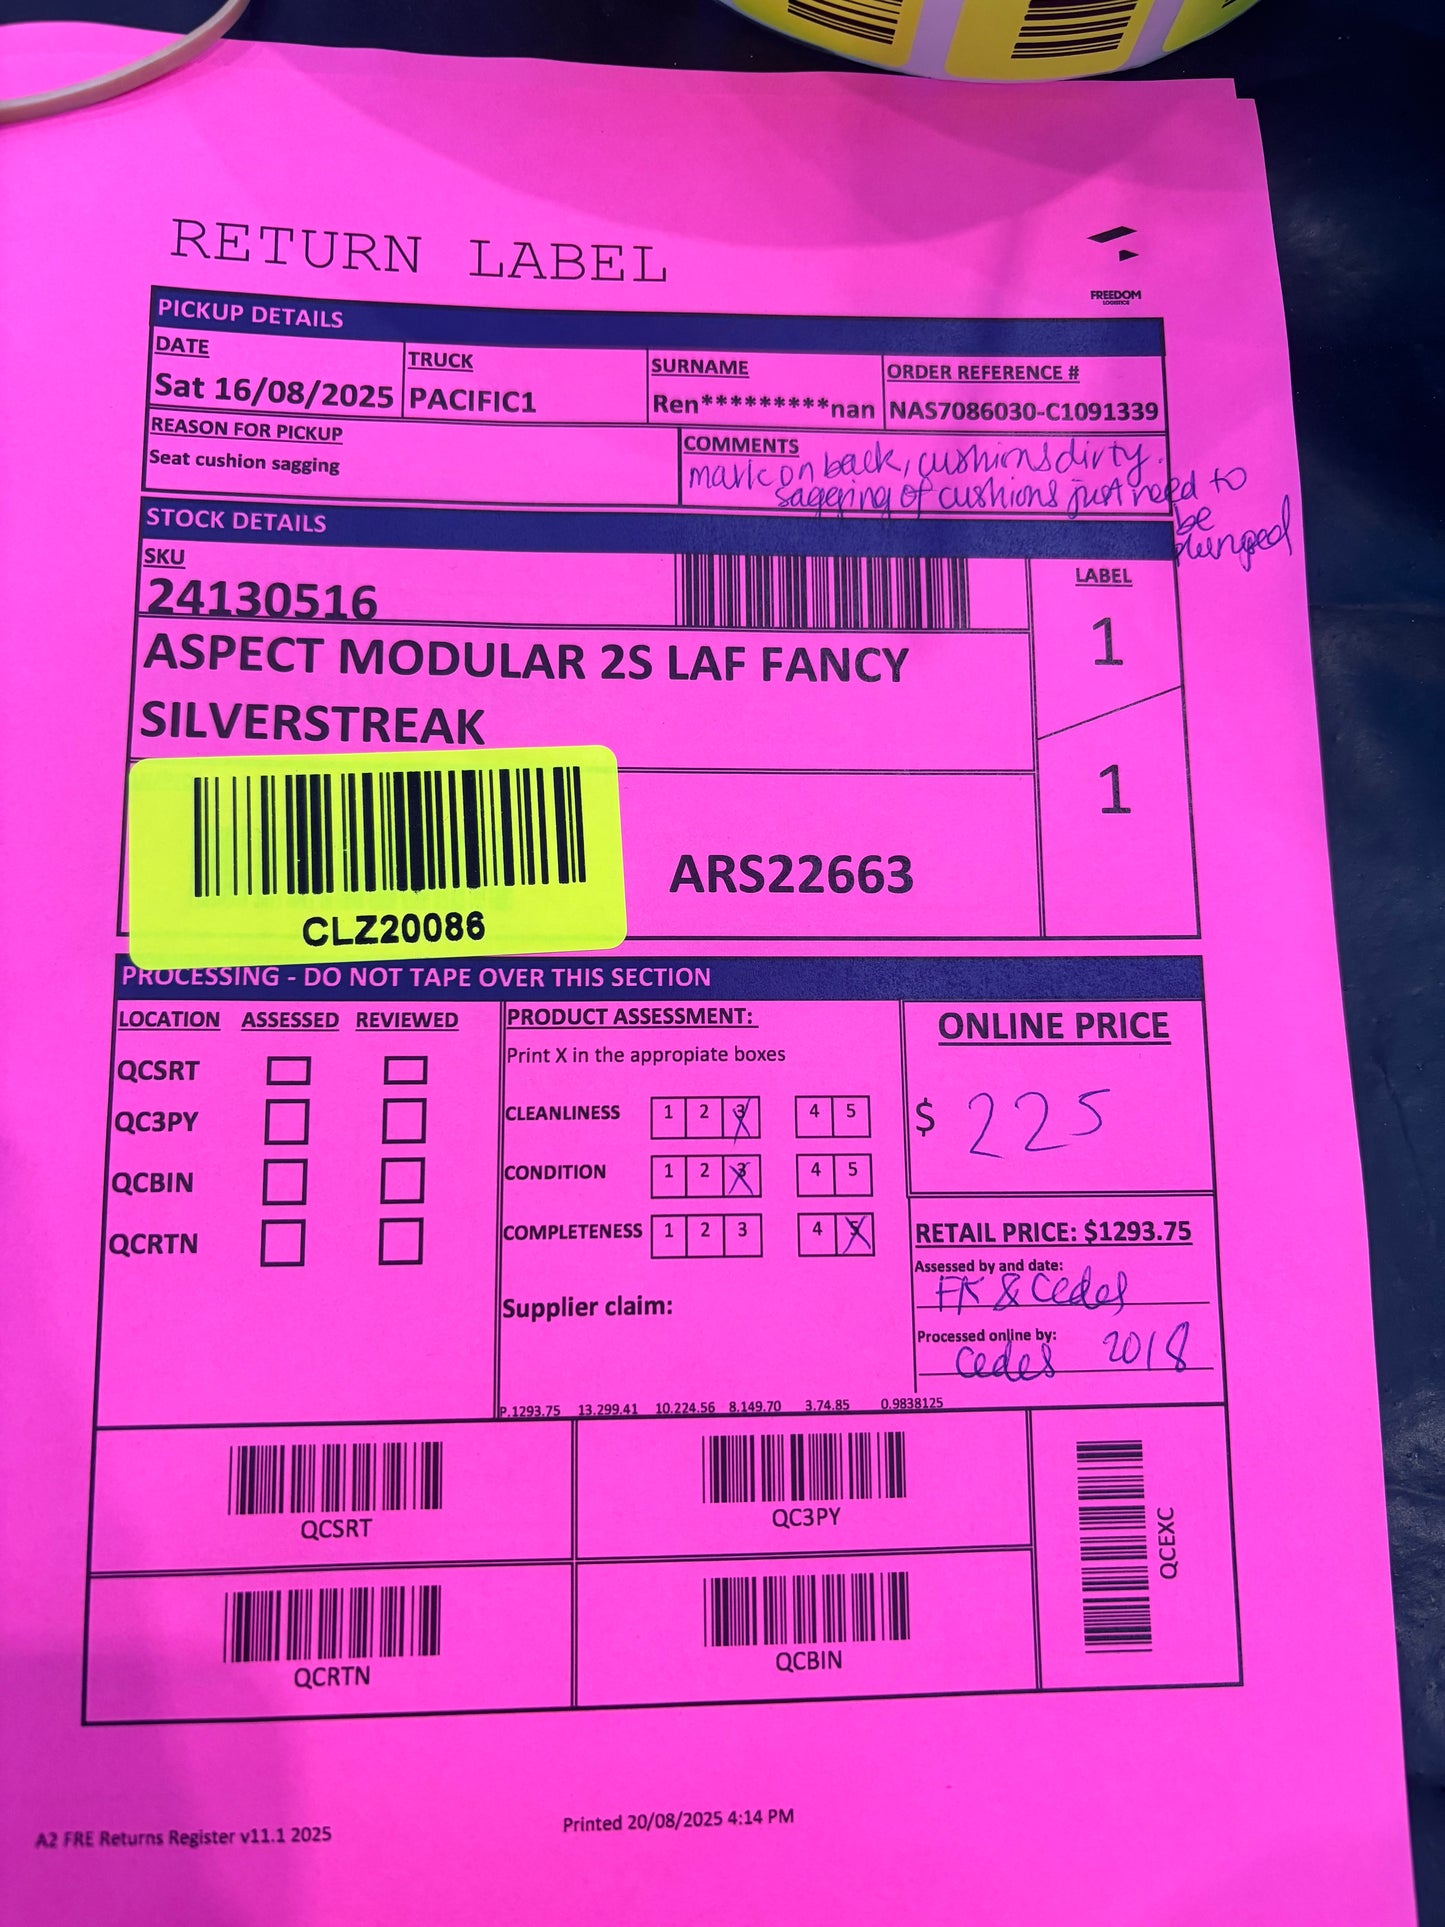 RETURN LABEL
FREEDOM
LOGISTICS
PICKUP DETAILS
DATE
Sat 16/08/2025
TRUCK
PACIFIC1
SURNAME
Ren*********nan
ORDER REFERENCE #
NAS7086030-C1091339
REASON FOR PICKUP
Seat cushion sagging
COMMENTS
mark on back, cushions dirty.
sagging of cushions just need to
be
plunged
STOCK DETAILS
SKU
24130516
LABEL
1
1
ASPECT MODULAR 2S LAF FANCY
SILVERSTREAK
CLZ20086
ARS22663
PROCESSING - DO NOT TAPE OVER THIS SECTION
LOCATION ASSESSED REVIEWED
QCSRT
QC3PY
QCBIN
QCRTN
PRODUCT ASSESSMENT:
Print X in the appropiate boxes
CLEANLINESS 1 2 3 4 5
CONDITION 1 2 3 4 5
COMPLETENESS 1 2 3 4 5
Supplier claim:
P.1293.75 13.299.41 10.224.56 8.149.70 3.74.85 0.9838125
ONLINE PRICE
$ 225
RETAIL PRICE: $1293.75
Assessed by and date:
FK & Cedes
Processed online by:
Cedes 2018
QCSRT
QC3PY
QCEXC
QCRTN
QCBIN
A2 FRE Returns Register v11.1 2025
Printed 20/08/2025 4:14 PM